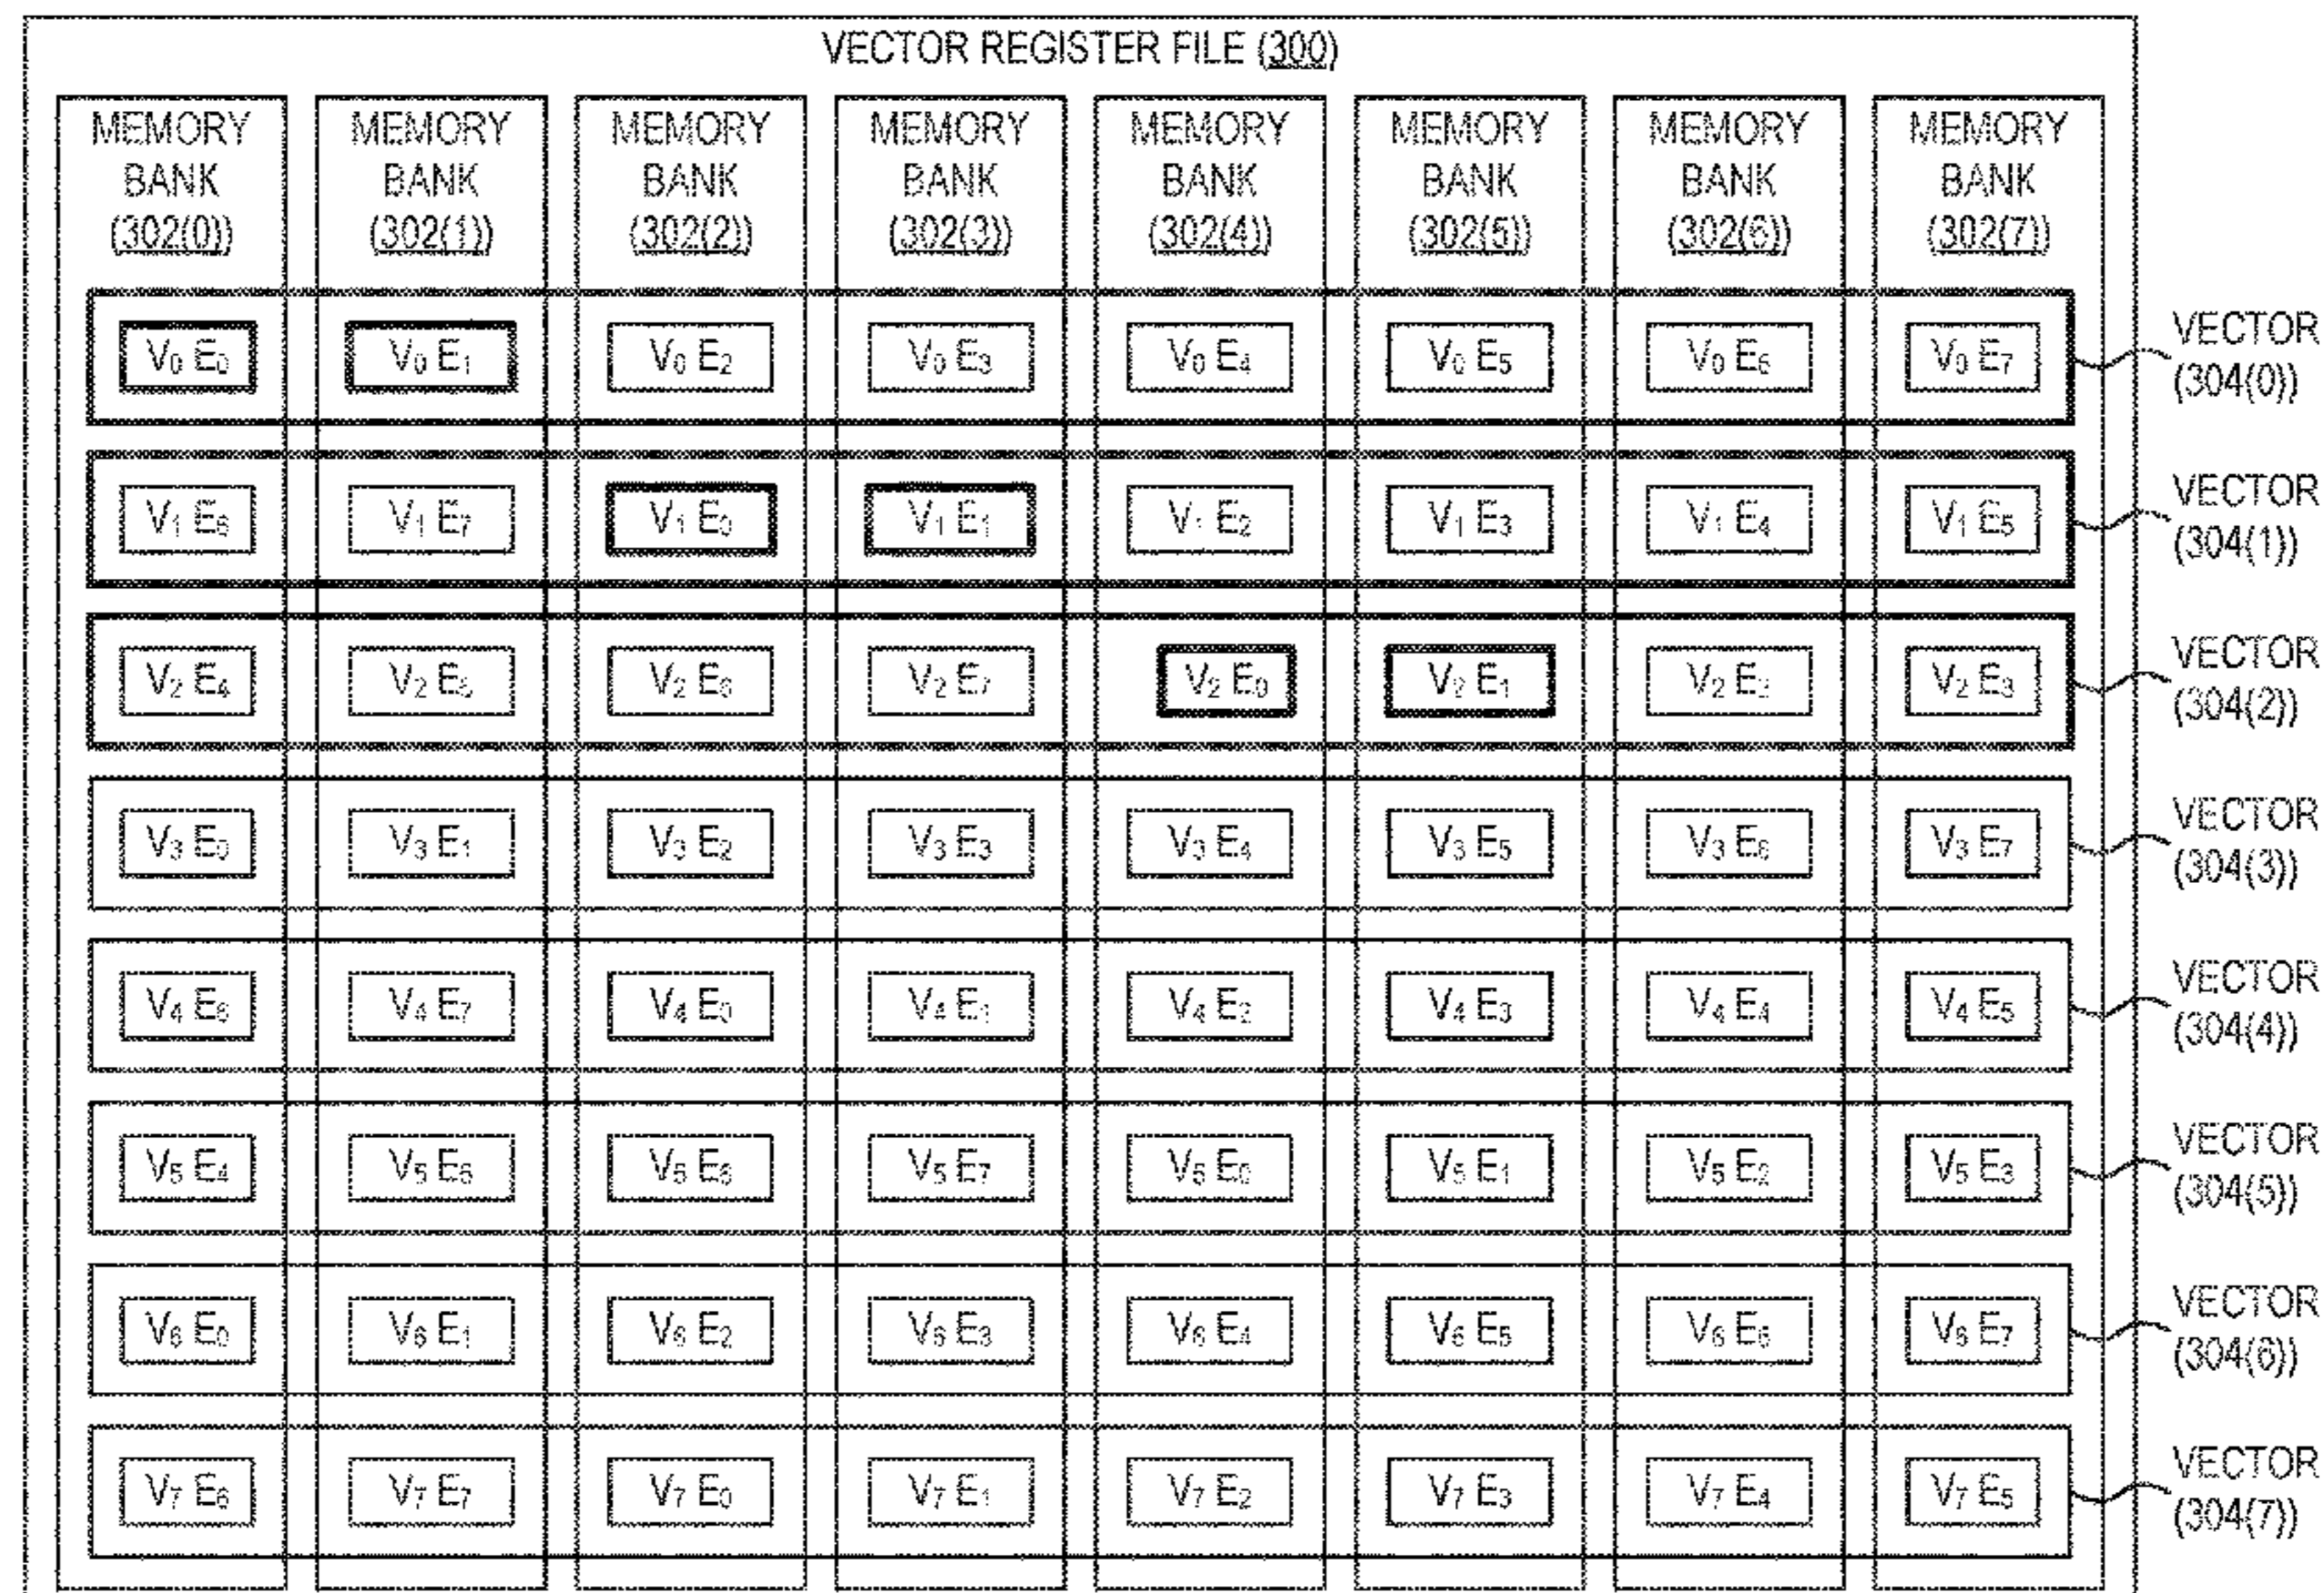 VECTOR REGISTER FILE (300)
MEMORY BANK (302(0))
MEMORY BANK (302(1))
MEMORY BANK (302(2))
MEMORY BANK (302(3))
MEMORY BANK (302(4))
MEMORY BANK (302(5))
MEMORY BANK (302(6))
MEMORY BANK (302(7))
V₀ E₀ V₀ E₁ V₀ E₂ V₀ E₃ V₀ E₄ V₀ E₅ V₀ E₆ V₀ E₇
VECTOR
(304(0))
V₁ E₆ V₁ E₇ V₁ E₀ V₁ E₁ V₁ E₂ V₁ E₃ V₁ E₄ V₁ E₅
VECTOR
(304(1))
V₂ E₄ V₂ E₅ V₂ E₆ V₂ E₇ V₂ E₀ V₂ E₁ V₂ E₂ V₂ E₃
VECTOR
(304(2))
V₃ E₀ V₃ E₁ V₃ E₂ V₃ E₃ V₃ E₄ V₃ E₅ V₃ E₆ V₃ E₇
VECTOR
(304(3))
V₄ E₆ V₄ E₇ V₄ E₀ V₄ E₁ V₄ E₂ V₄ E₃ V₄ E₄ V₄ E₅
VECTOR
(304(4))
V₅ E₄ V₅ E₅ V₅ E₆ V₅ E₇ V₅ E₀ V₅ E₁ V₅ E₂ V₅ E₃
VECTOR
(304(5))
V₆ E₀ V₆ E₁ V₆ E₂ V₆ E₃ V₆ E₄ V₆ E₅ V₆ E₆ V₆ E₇
VECTOR
(304(6))
V₇ E₆ V₇ E₇ V₇ E₀ V₇ E₁ V₇ E₂ V₇ E₃ V₇ E₄ V₇ E₅
VECTOR
(304(7))